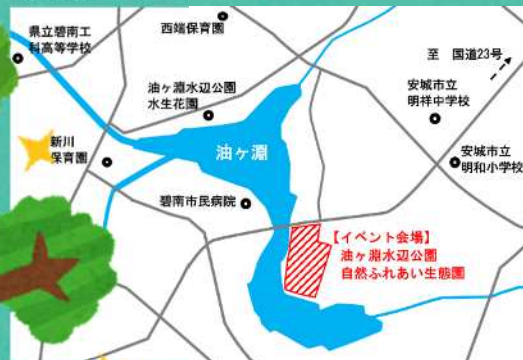 県立碧南工
科高等学校
西端保育園
至 国道23号
油ヶ淵水辺公園
水生花園
安城市立
明祥中学校
新川
保育園
油ヶ淵
安城市立
明和小学校
碧南市民病院
【イベント会場】
油ヶ淵水辺公園
自然ふれあい生態園